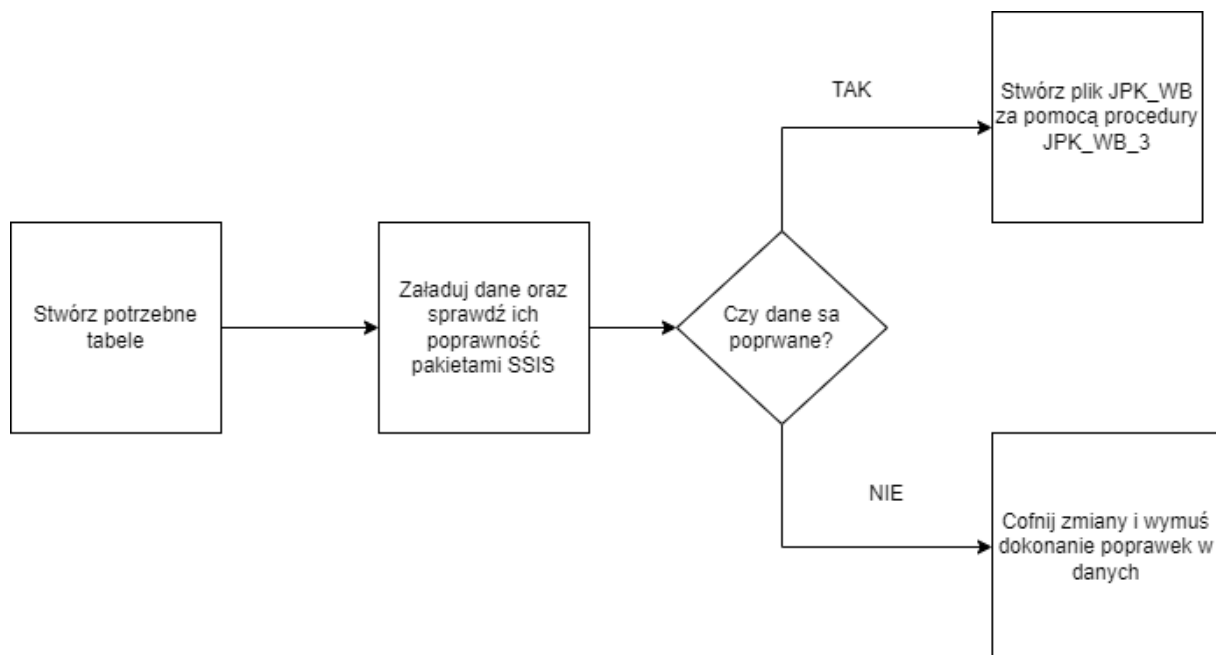 Stwórz potrzebne
tabele
Załaduj dane oraz
sprawdź ich
poprawność
pakietami SSIS
Czy dane sa
poprwane?
TAK
Stwórz plik JPK_WB
za pomocą procedury
JPK_WB_3
NIE
Cofnij zmiany i wymuś
dokonanie poprawek w
danych